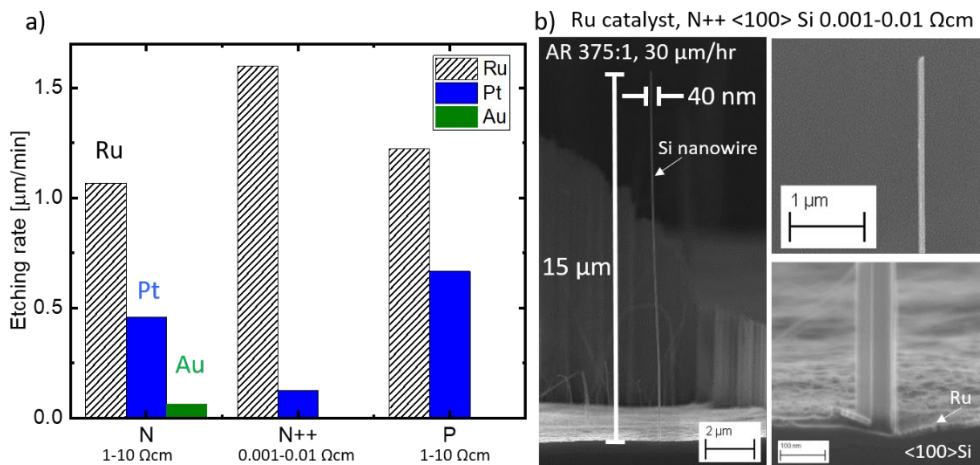 a)
Etching rate [μm/min]
1.5
1.0
0.5
0.0
Ru
Pt
Au
Ru
Pt
Au
N
1-10 Ωcm
N++
0.001-0.01 Ωcm
P
1-10 Ωcm
b) Ru catalyst, N++ <100> Si 0.001-0.01 Ωcm
AR 375:1, 30 μm/hr
40 nm
Si nanowire
15 μm
2 μm
1 μm
Ru
100 nm
<100>Si